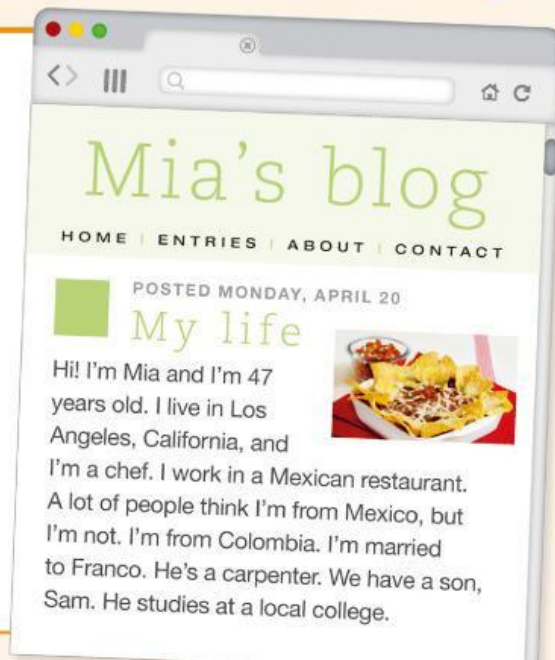 Mia's blog
HOME | ENTRIES | ABOUT | CONTACT
POSTED MONDAY, APRIL 20
My life
Hi! I'm Mia and I'm 47
years old. I live in Los
Angeles, California, and
I'm a chef. I work in a Mexican restaurant.
A lot of people think I'm from Mexico, but
I'm not. I'm from Colombia. I'm married
to Franco. He's a carpenter. We have a son,
Sam. He studies at a local college.